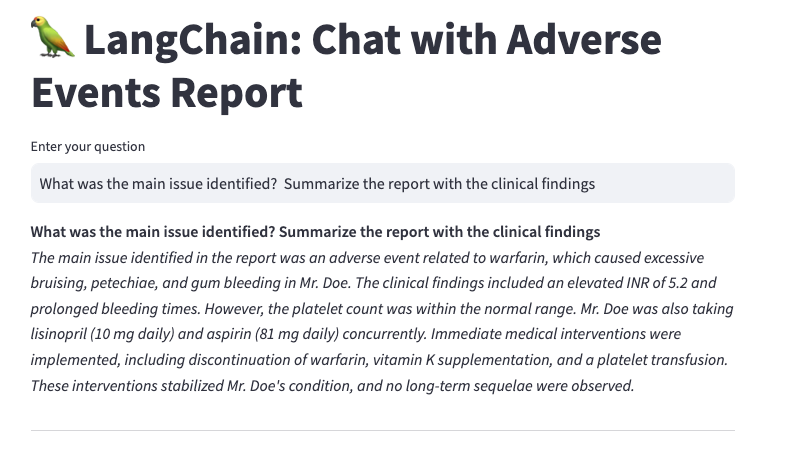 🦜 LangChain: Chat with Adverse
Events Report
Enter your question
What was the main issue identified?  Summarize the report with the clinical findings
What was the main issue identified? Summarize the report with the clinical findings
The main issue identified in the report was an adverse event related to warfarin, which caused excessive
bruising, petechiae, and gum bleeding in Mr. Doe. The clinical findings included an elevated INR of 5.2 and
prolonged bleeding times. However, the platelet count was within the normal range. Mr. Doe was also taking
lisinopril (10 mg daily) and aspirin (81 mg daily) concurrently. Immediate medical interventions were
implemented, including discontinuation of warfarin, vitamin K supplementation, and a platelet transfusion.
These interventions stabilized Mr. Doe's condition, and no long-term sequelae were observed.